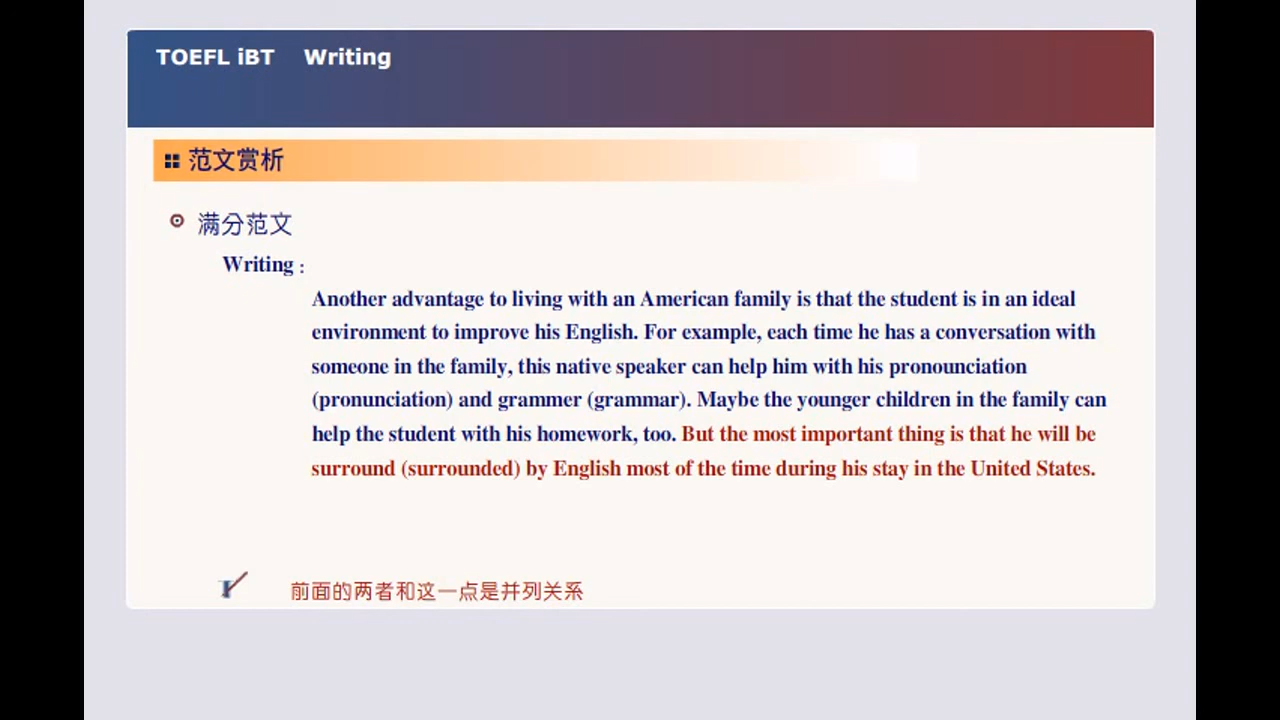 TOEFL iBT Writing
范文赏析
满分范文
Writing :
Another advantage to living with an American family is that the student is in an ideal
environment to improve his English. For example, each time he has a conversation with
someone in the family, this native speaker can help him with his pronounciation
(pronunciation) and grammer (grammar). Maybe the younger children in the family can
help the student with his homework, too. But the most important thing is that he will be
surround (surrounded) by English most of the time during his stay in the United States.
前面的两者和这一点是并列关系